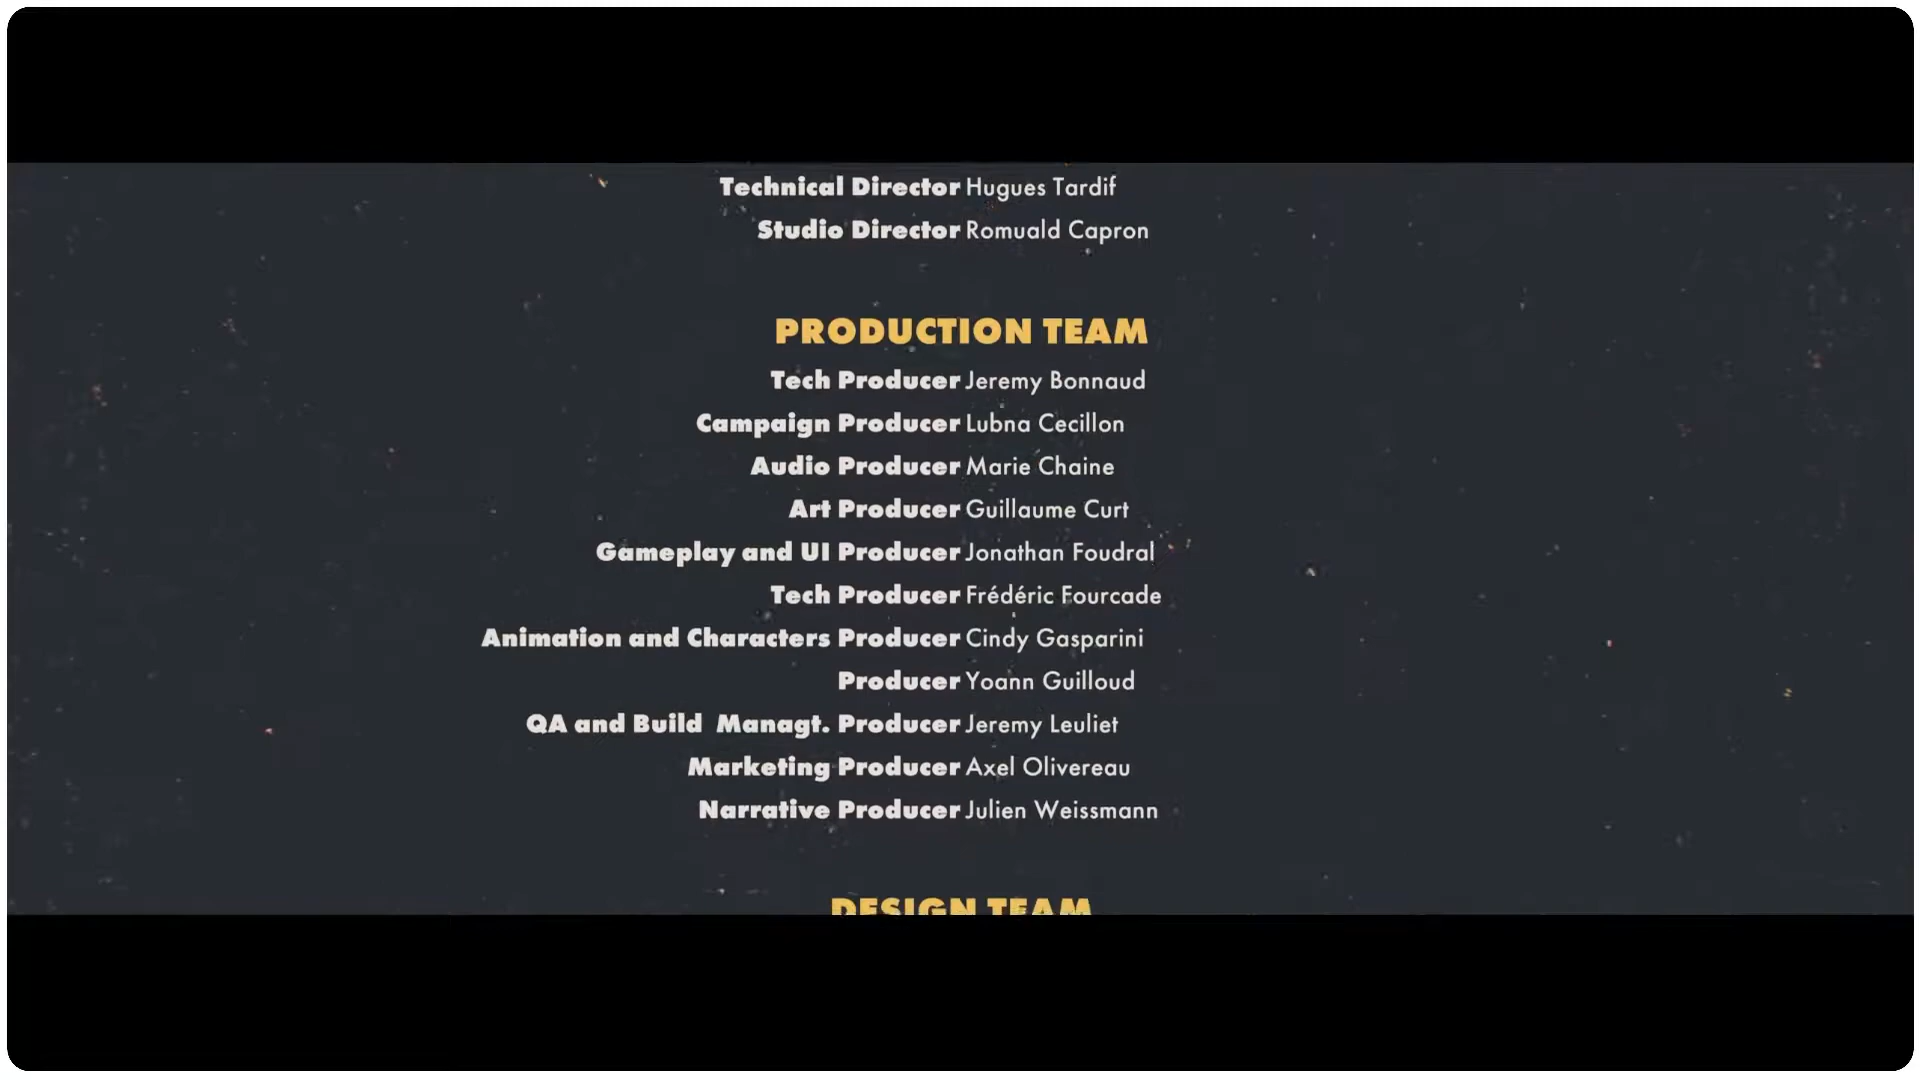 Technical Director Hugues Tardif
Studio Director Romuald Capron
PRODUCTION TEAM
Tech Producer Jeremy Bonnaud
Campaign Producer Lubna Cecillon
Audio Producer Marie Chaine
Art Producer Guillaume Curt
Gameplay and UI Producer Jonathan Foudral
Tech Producer Frédéric Fourcade
Animation and Characters Producer Cindy Gasparini
Producer Yoann Guilloud
QA and Build  Managt. Producer Jeremy Leuliet
Marketing Producer Axel Olivereau
Narrative Producer Julien Weissmann
DESIGN TEAM